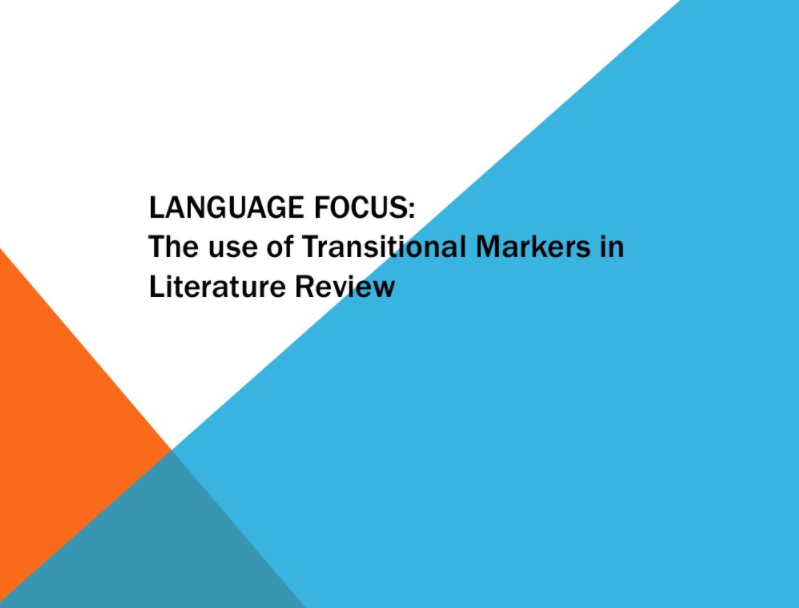 LANGUAGE FOCUS:
The use of Transitional Markers in
Literature Review